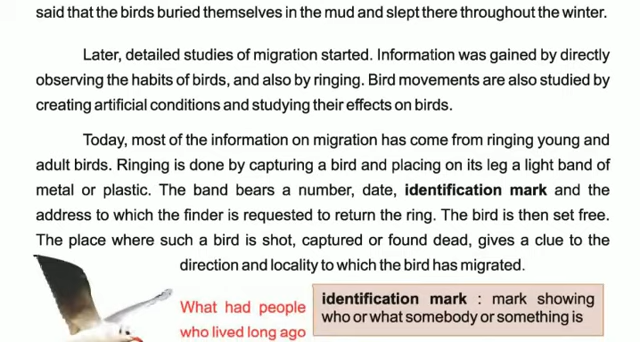 said that the birds buried themselves in the mud and slept there throughout the winter.
Later, detailed studies of migration started. Information was gained by directly
observing the habits of birds, and also by ringing. Bird movements are also studied by
creating artificial conditions and studying their effects on birds.
Today, most of the information on migration has come from ringing young and
adult birds. Ringing is done by capturing a bird and placing on its leg a light band of
metal or plastic. The band bears a number, date, identification mark and the
address to which the finder is requested to return the ring. The bird is then set free.
The place where such a bird is shot, captured or found dead, gives a clue to the
direction and locality to which the bird has migrated.
What had people
who lived long ago
identification mark : mark showing
who or what somebody or something is